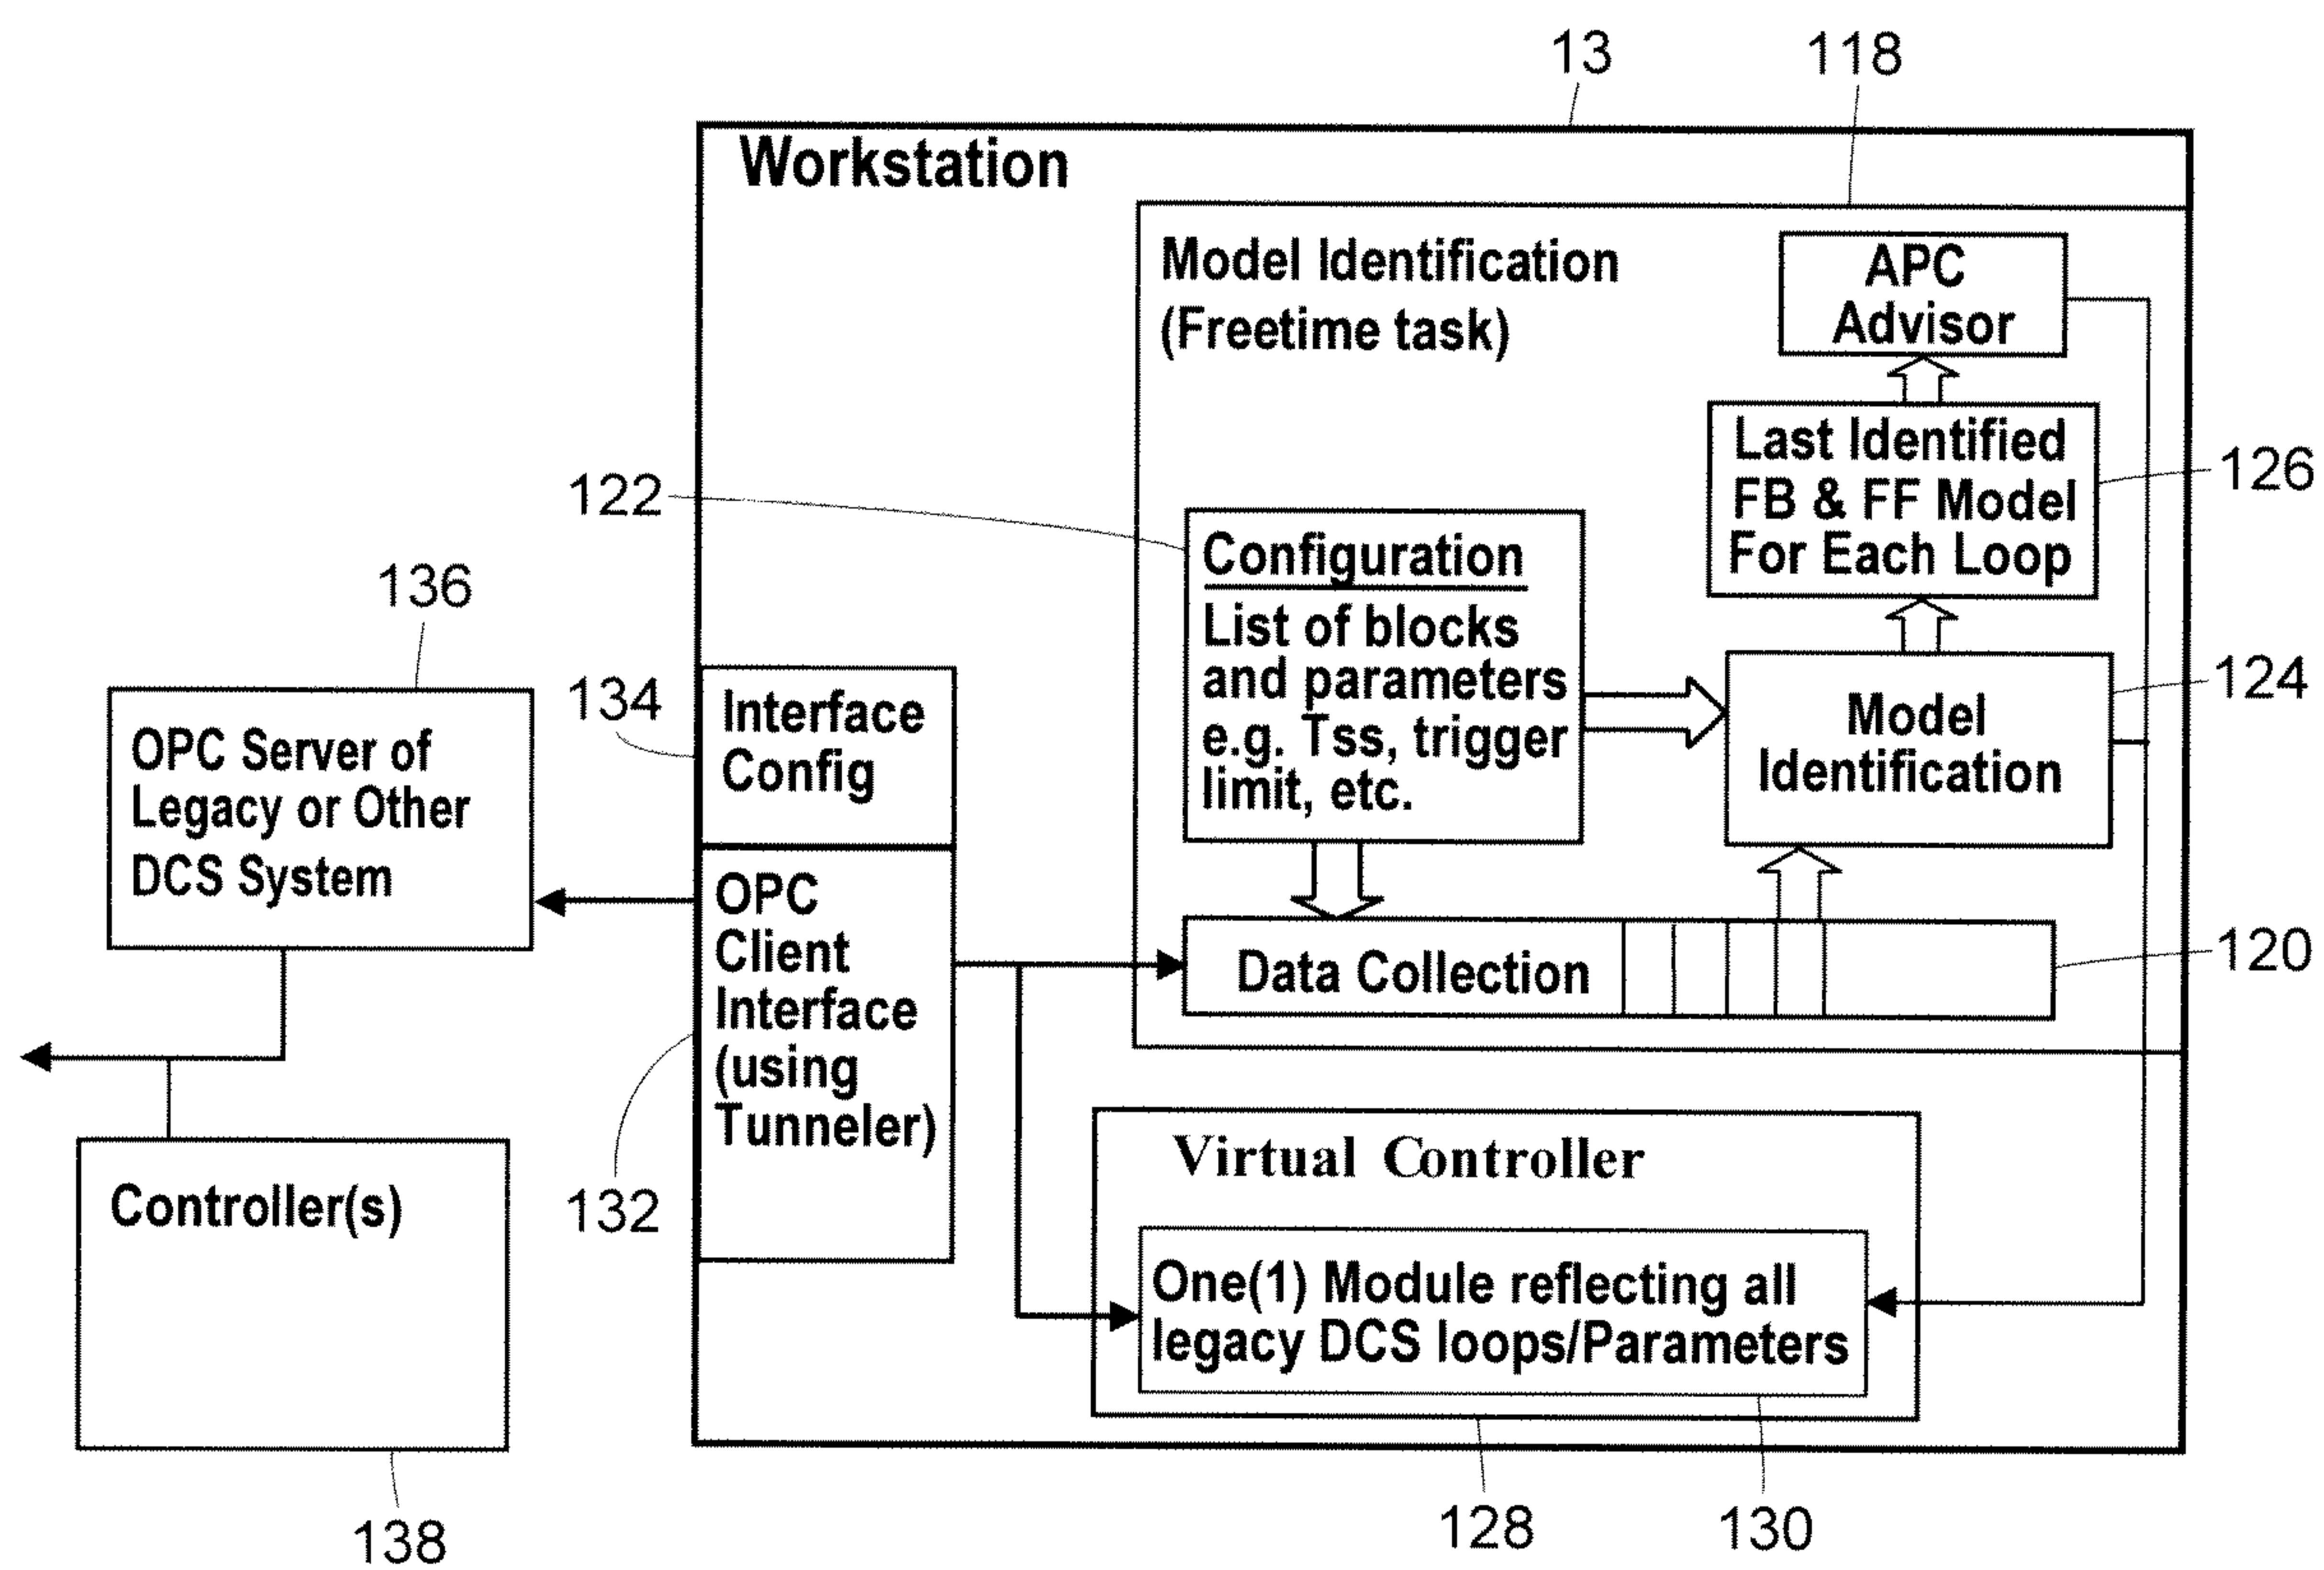 13
118
Workstation
Model Identification
(Freetime task)
APC
Advisor
Last Identified
FB & FF Model
For Each Loop
126
122
Configuration
List of blocks
and parameters
e.g. Tss, trigger
limit, etc.
136
134
Interface
Config
Model
Identification
124
OPC Server of
Legacy or Other
DCS System
OPC
Client
Interface
(using
Tunneler)
Data Collection
120
132
Controller(s)
138
Virtual Controller
One(1) Module reflecting all
legacy DCS loops/Parameters
128
130